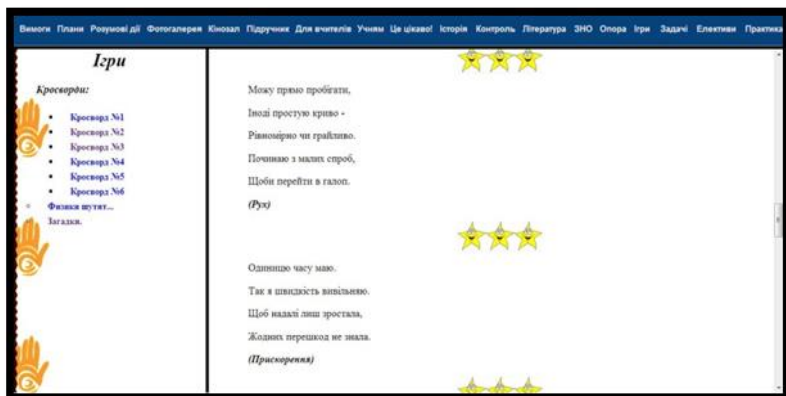 Вимоги Плани Розумові дії Фотогалерея Кінозал Підручник Для вчителів Учням Це цікаво! Історія Контроль Література ЗНО Опора Ігри Задачі Елективи Практика
Ігри
Кросворди:
Кросворд №1
Кросворд №2
Кросворд №3
Кросворд №4
Кросворд №5
Кросворд №6
Физики шутят...
Загадки.
Можу прямо пробігати,
Іноді простую криво -
Рівномірно чи грайливо.
Починаю з малих спроб,
Щоби перейти в галоп.
(Рух)
Одиницю часу маю.
Так я швидкість вивільняю.
Щоб надалі лиш зростала,
Жодних перешкод не знала.
(Прискорення)